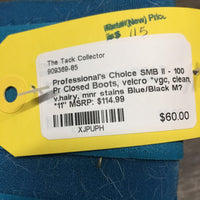 Retail(New) Price
115
The Tack Collector
909369-85
Professional's Choice SMB II - 100
Pr Closed Boots, velcro *vgc, clean,
v.hairy, mnr stains Blue/Black M?
*11" MSRP: $114.99
XJPUPH
$60.00